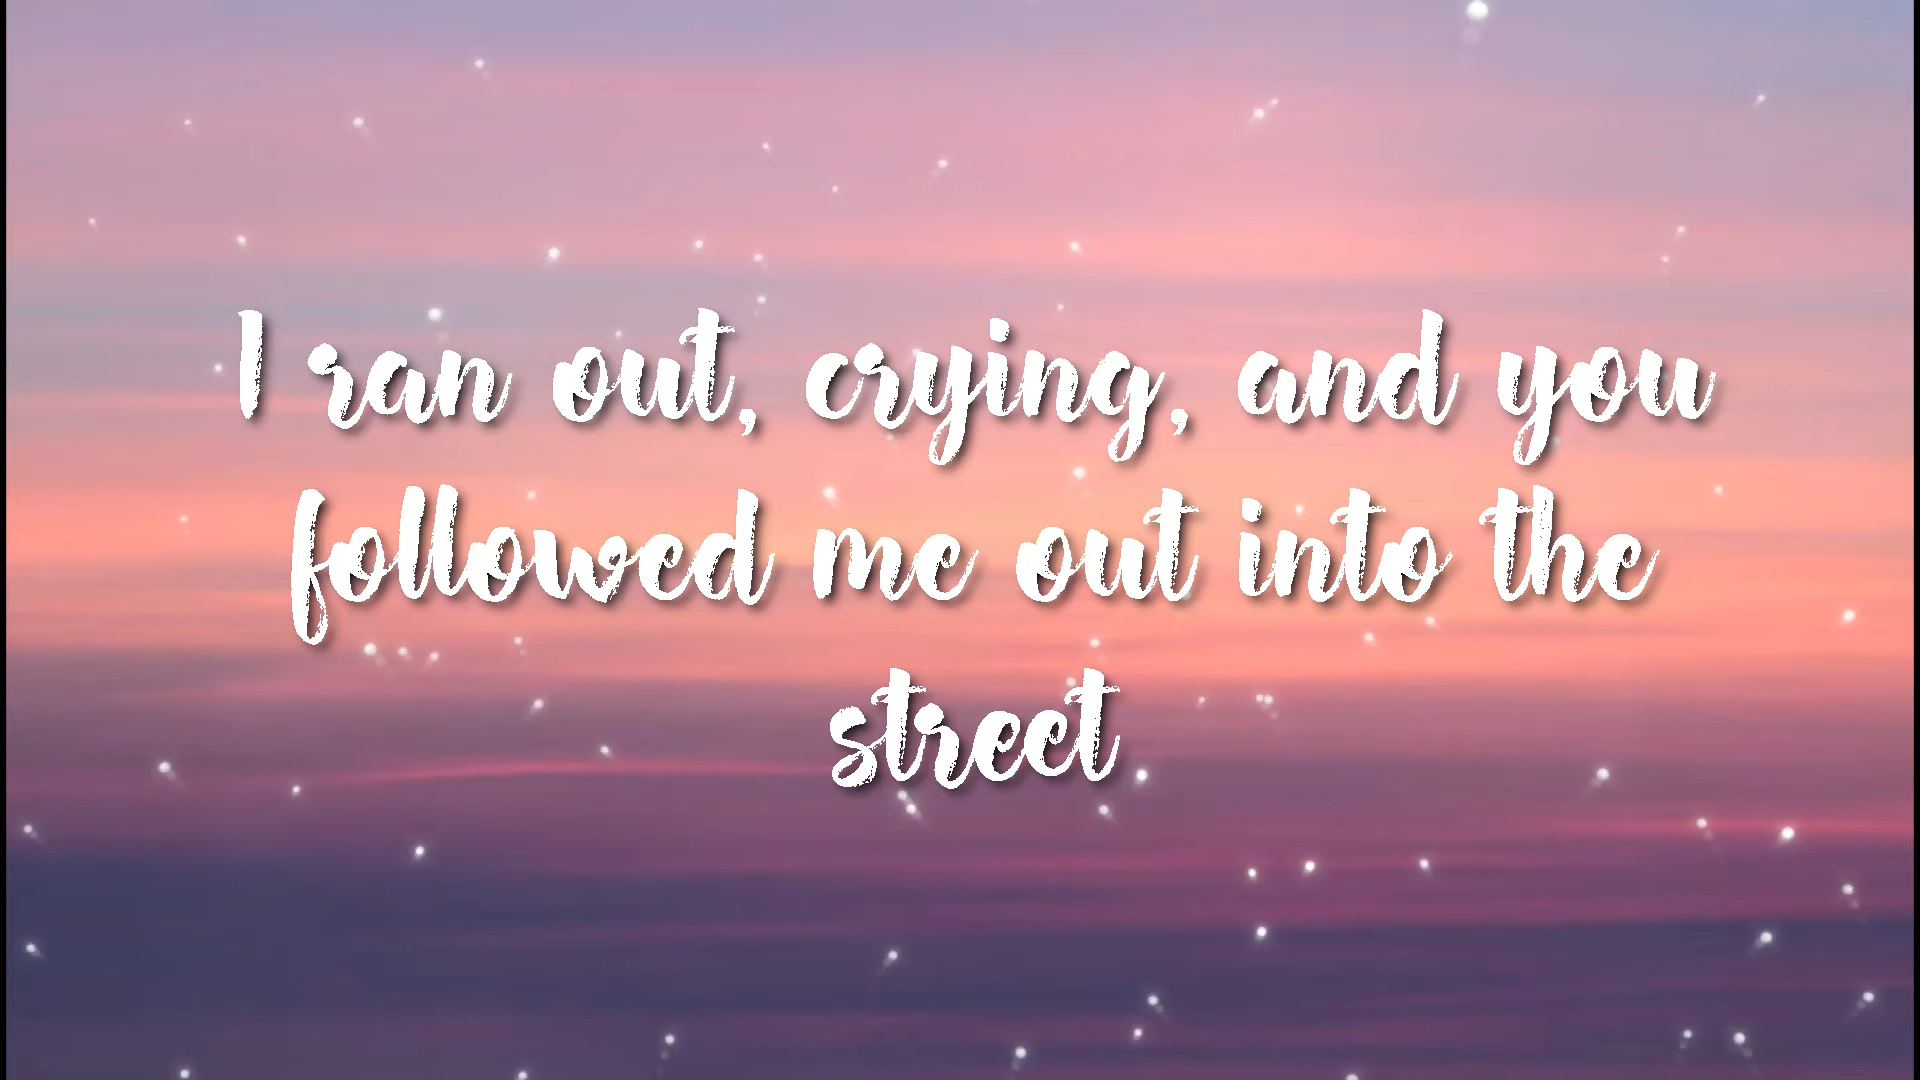 I ran out, crying, and you
followed me out into the
street